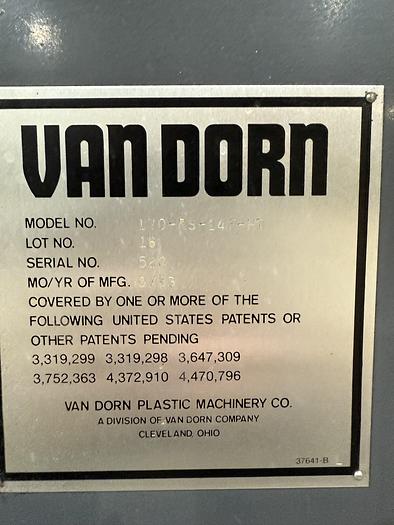 VAN DORN
MODEL NO.
LOT NO. 16
SERIAL NO.
MO/YR OF MFG.
COVERED BY ONE OR MORE OF THE
FOLLOWING UNITED STATES PATENTS OR
OTHER PATENTS PENDING
3,319,299 3,319,298 3,647,309
3,752,363 4,372,910 4,470,796
VAN DORN PLASTIC MACHINERY CO.
A DIVISION OF VAN DORN COMPANY
CLEVELAND, OHIO
37641-B